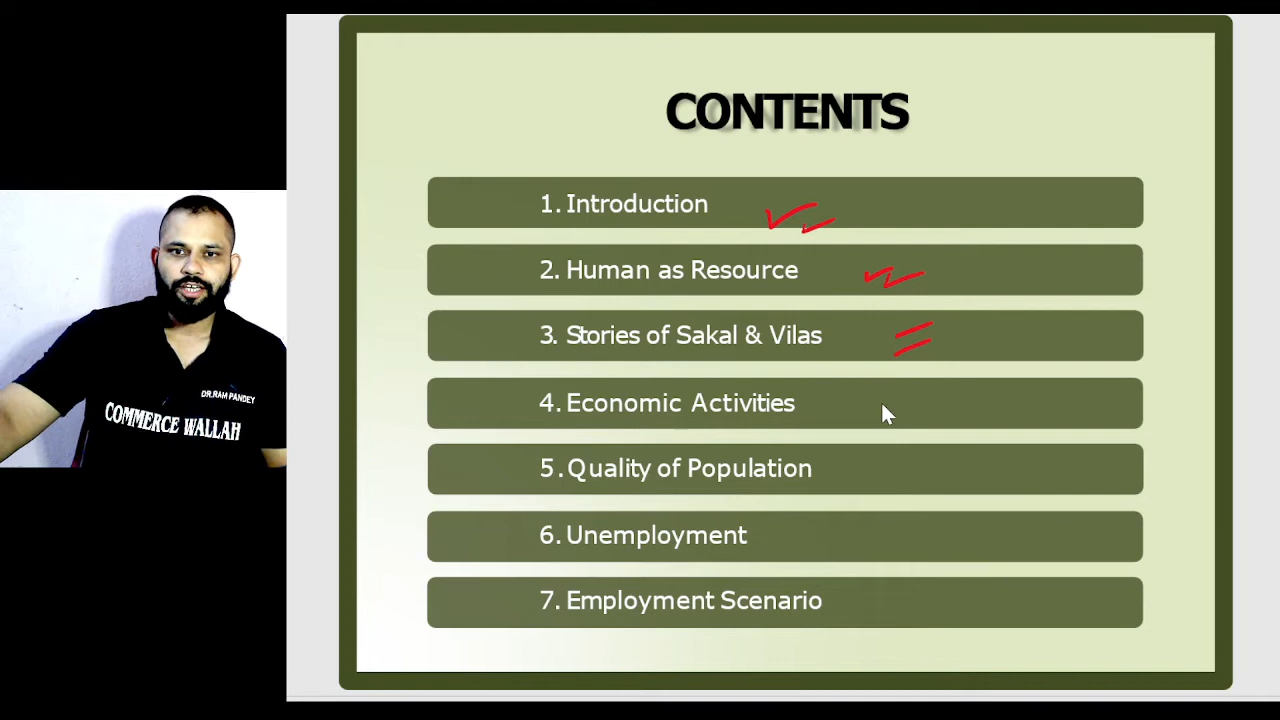 CONTENTS
1. Introduction
2. Human as Resource
3. Stories of Sakal & Vilas
4. Economic Activities
5. Quality of Population
6. Unemployment
7. Employment Scenario
DR.RAM PANDEY
COMMERCE WALLAH